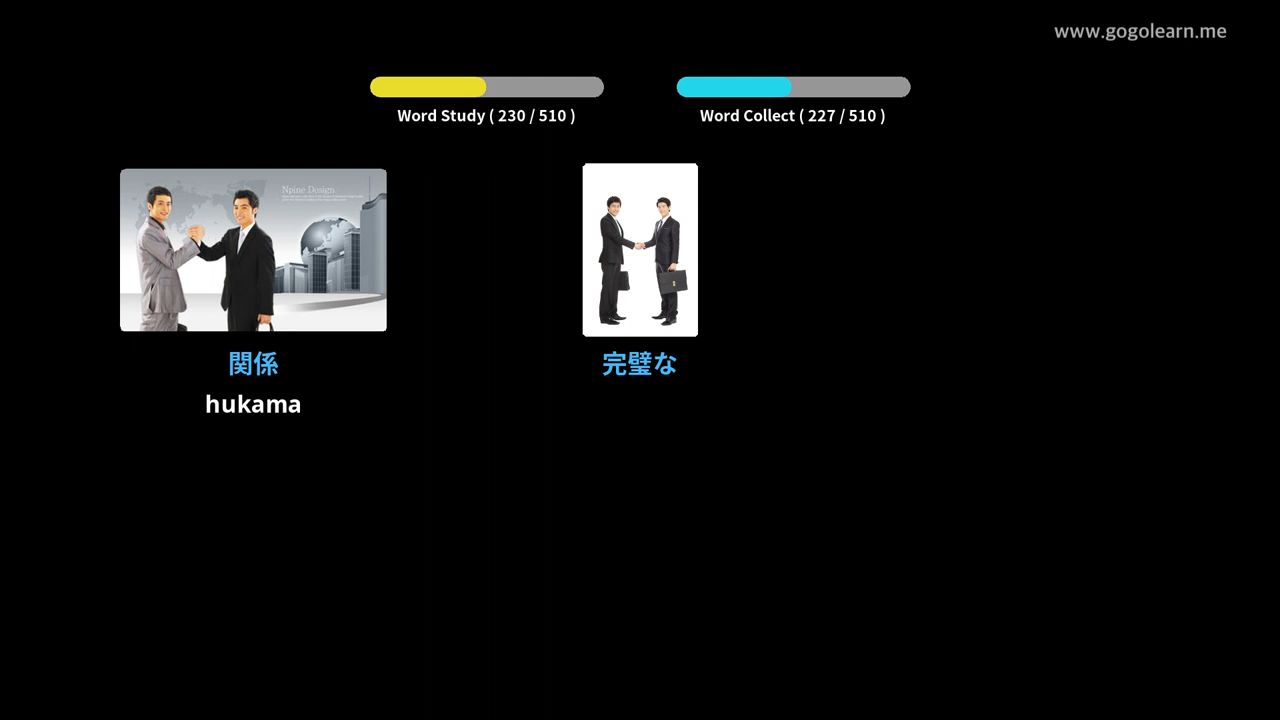 www.gogolearn.me
Word Study ( 230 / 510 )
Word Collect ( 227 / 510 )
Npine Design
関係
完璧な
hukama